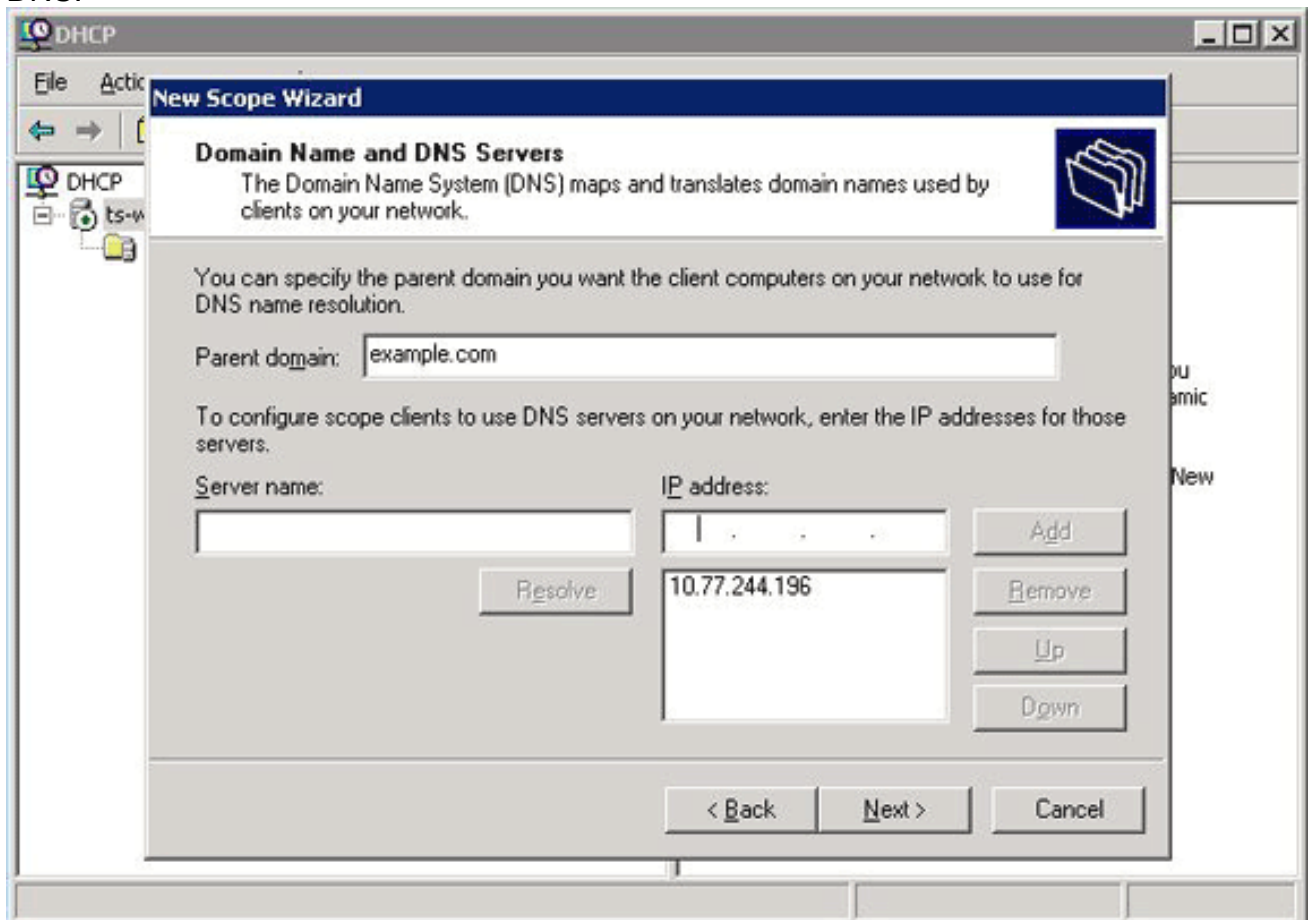 DHCP
File
New Scope Wizard
Domain Name and DNS Servers
The Domain Name System (DNS) maps and translates domain names used by
clients on your network.
DHCP
You can specify the parent domain you want the client computers on your network to use for
DNS name resolution.
Parent domain: example.com
To configure scope clients to use DNS servers on your network, enter the IP addresses for those
servers.
Server name: IP address:
. . . Add
Resolve 10.77.244.196 Remove
Up
Down
New
< Back Next > Cancel